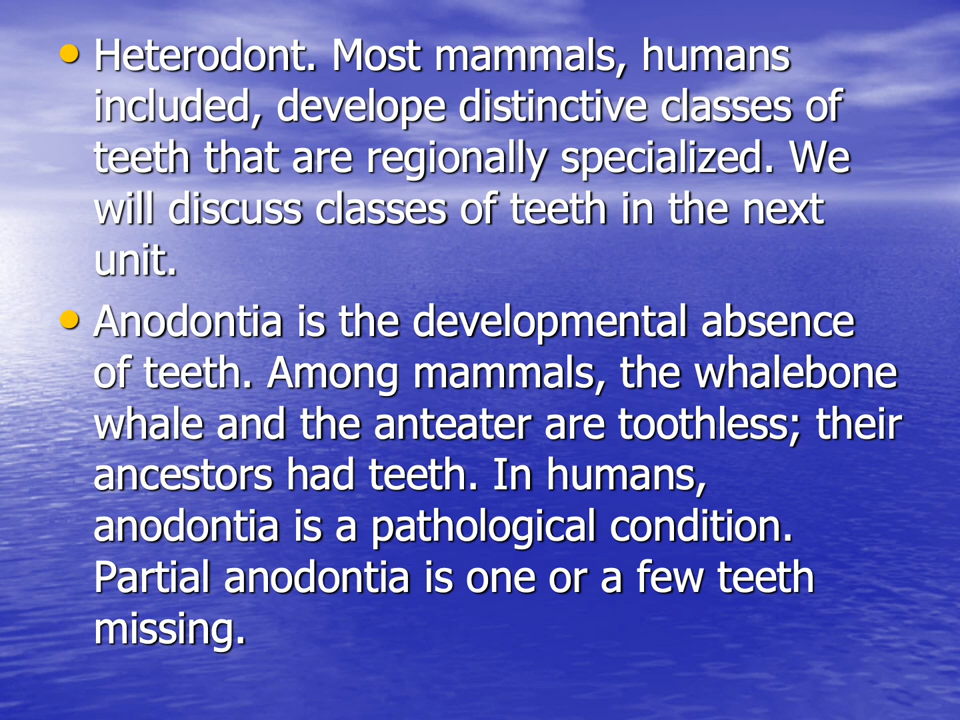 • Heterodont. Most mammals, humans
included, develope distinctive classes of
teeth that are regionally specialized. We
will discuss classes of teeth in the next
unit.
• Anodontia is the developmental absence
of teeth. Among mammals, the whalebone
whale and the anteater are toothless; their
ancestors had teeth. In humans,
anodontia is a pathological condition.
Partial anodontia is one or a few teeth
missing.